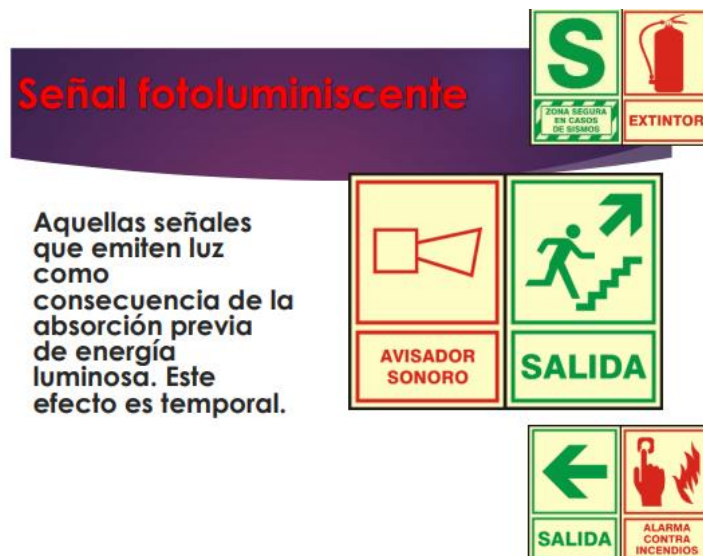 Señal fotoluminiscente
S
ZONA SEGURA
EN CASOS
DE SISMOS
EXTINTOR
Aquellas señales
que emiten luz
como
consecuencia de la
absorción previa
de energía
luminosa. Este
efecto es temporal.
AVISADOR
SONORO
SALIDA
SALIDA
ALARMA
CONTRA
INCENDIOS